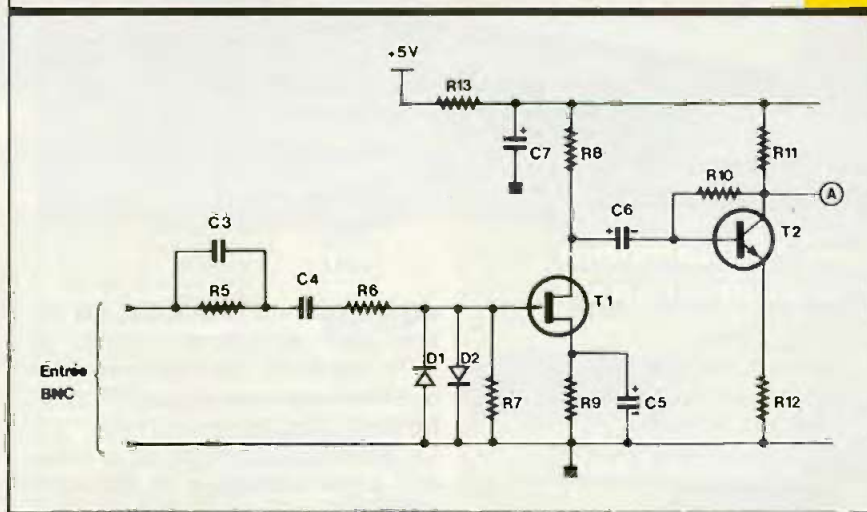 +5V
R13
C7
R8
R11
R10
A
C6
+ -
T2
C3
R5
C4
R6
T1
Entrée
BNC
D1
D2
R7
R9
+
-
C5
R12